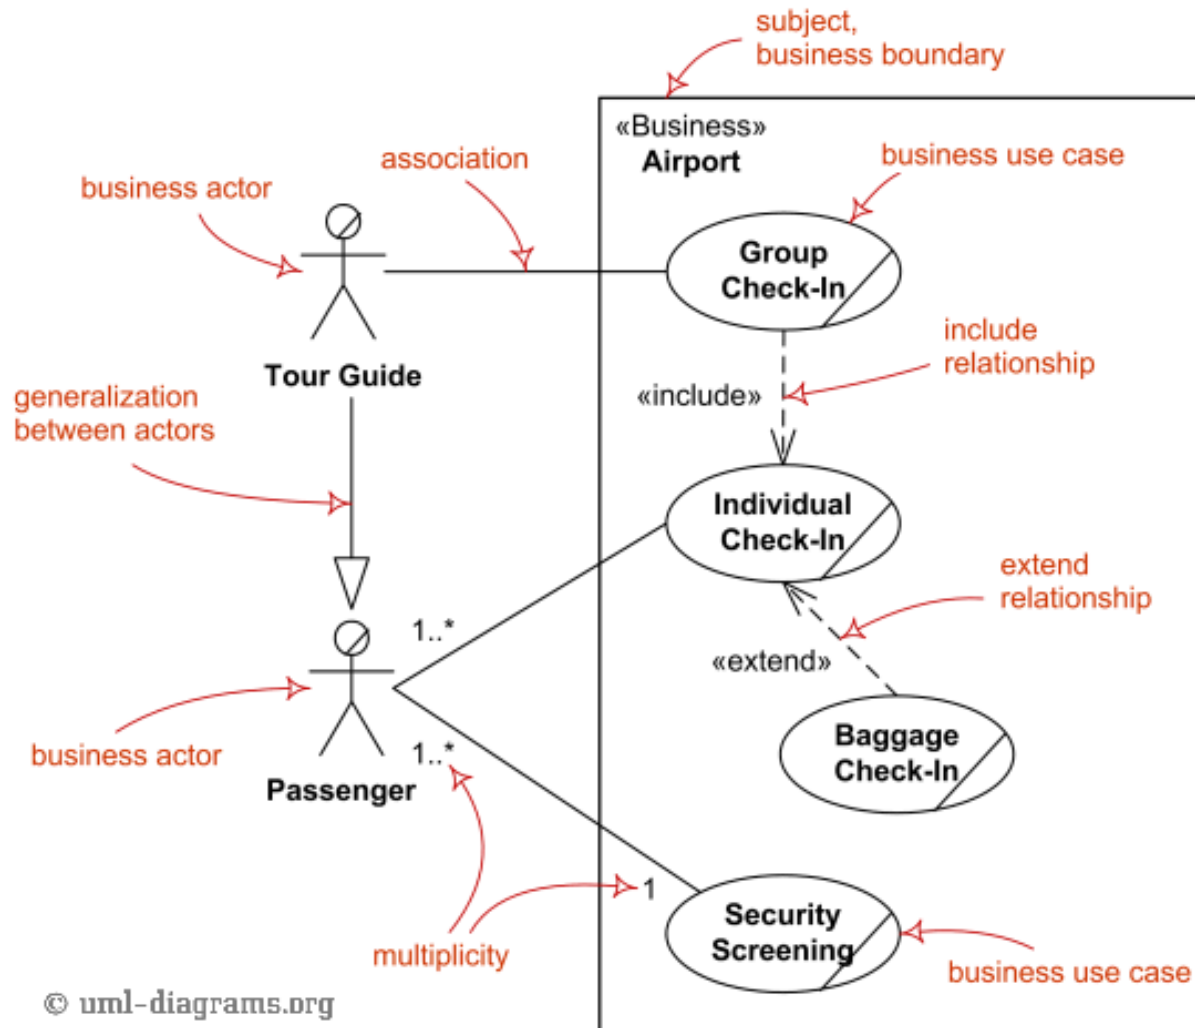 subject,
business boundary
«Business»
Airport
association
business use case
business actor
Group
Check-In
include
relationship
Tour Guide
«include»
generalization
between actors
Individual
Check-In
extend
relationship
1..*
«extend»
business actor
1..*
Baggage
Check-In
Passenger
1
Security
Screening
multiplicity
business use case
© uml-diagrams.org